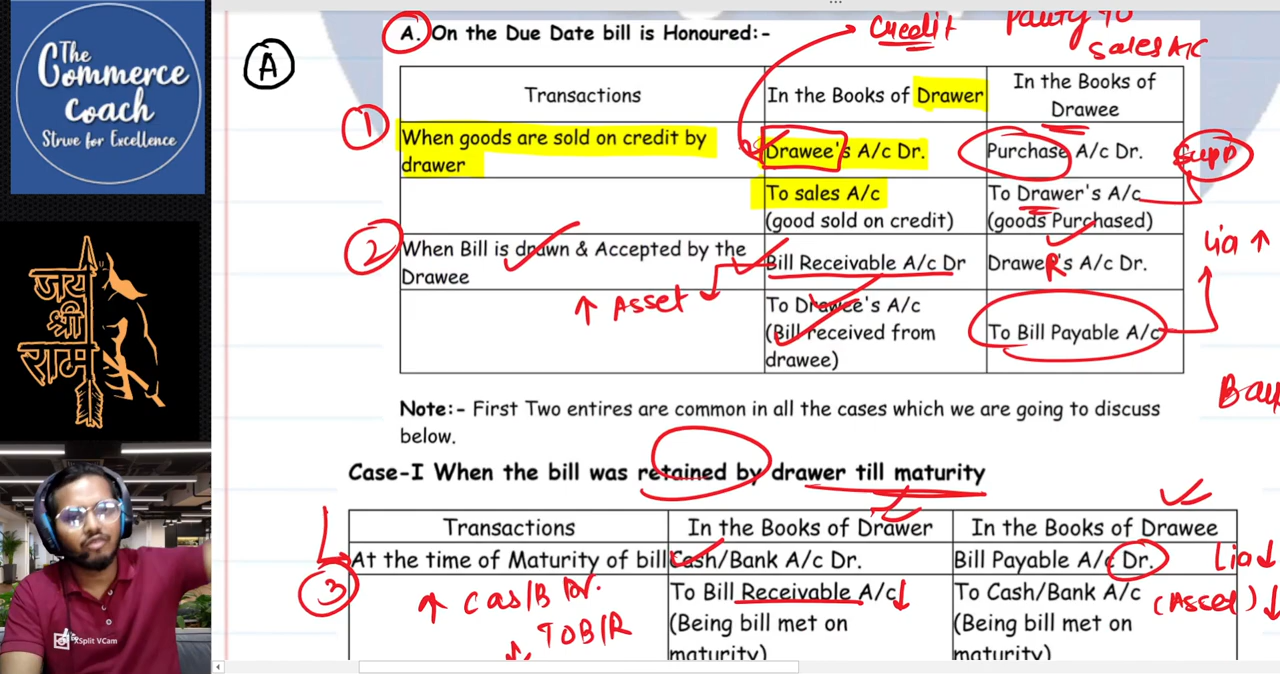 The
Commerce
Coach
Strive for Excellence
जय
श्री
राम
XSplit VCam
A
A. On the Due Date bill is Honoured:-
Credit
Party To
Sales A/C
Transactions
In the Books of Drawer
In the Books of
Drawee
1
When goods are sold on credit by
drawer
Drawee's A/c Dr.
Purchase A/c Dr.
To sales A/c
(good sold on credit)
To Drawer's A/c
(goods Purchased)
2
When Bill is drawn & Accepted by the
Drawee
Bill Receivable A/c Dr
DraweR's A/c Dr.
Lia ↑
↑ Asset
To Drawee's A/c
(Bill received from
drawee)
To Bill Payable A/c
Note:- First Two entires are common in all the cases which we are going to discuss
below.
Case-I When the bill was retained by drawer till maturity
Transactions
In the Books of Drawer
In the Books of Drawee
3
At the time of Maturity of bill
Cash/Bank A/c Dr.
Bill Payable A/c Dr.
Lia ↓
↑ Cas/B Dr.
TO B/R
To Bill Receivable A/c ↓
(Being bill met on
maturity)
To Cash/Bank A/c
(Being bill met on
maturity)
(Asset) ↓